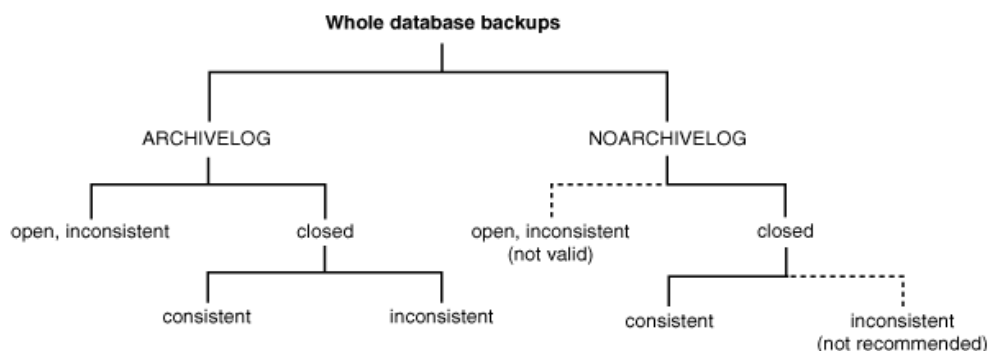 Whole database backups
ARCHIVELOG
NOARCHIVELOG
open, inconsistent
closed
open, inconsistent
(not valid)
closed
consistent
inconsistent
consistent
inconsistent
(not recommended)